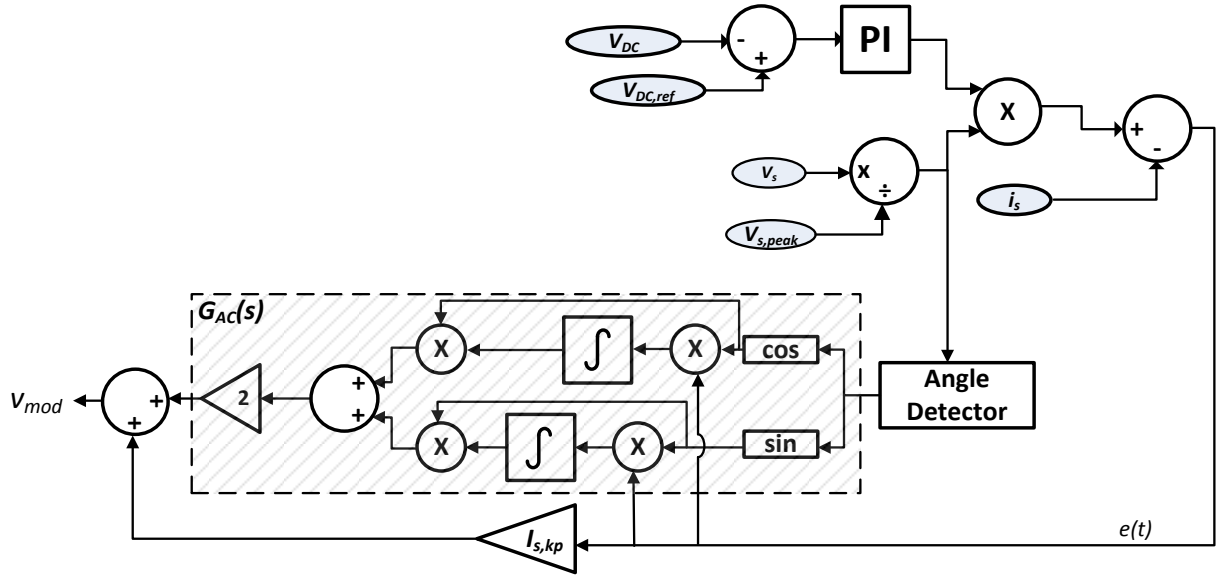 V_DC
-
+
PI
V_DC,ref
X
+
-
V_s
x
÷
i_s
V_s,peak
G_AC(s)
X
∫
X
cos
Angle
Detector
+
+
2
V_mod
+
+
X
∫
X
sin
I_s,kp
e(t)